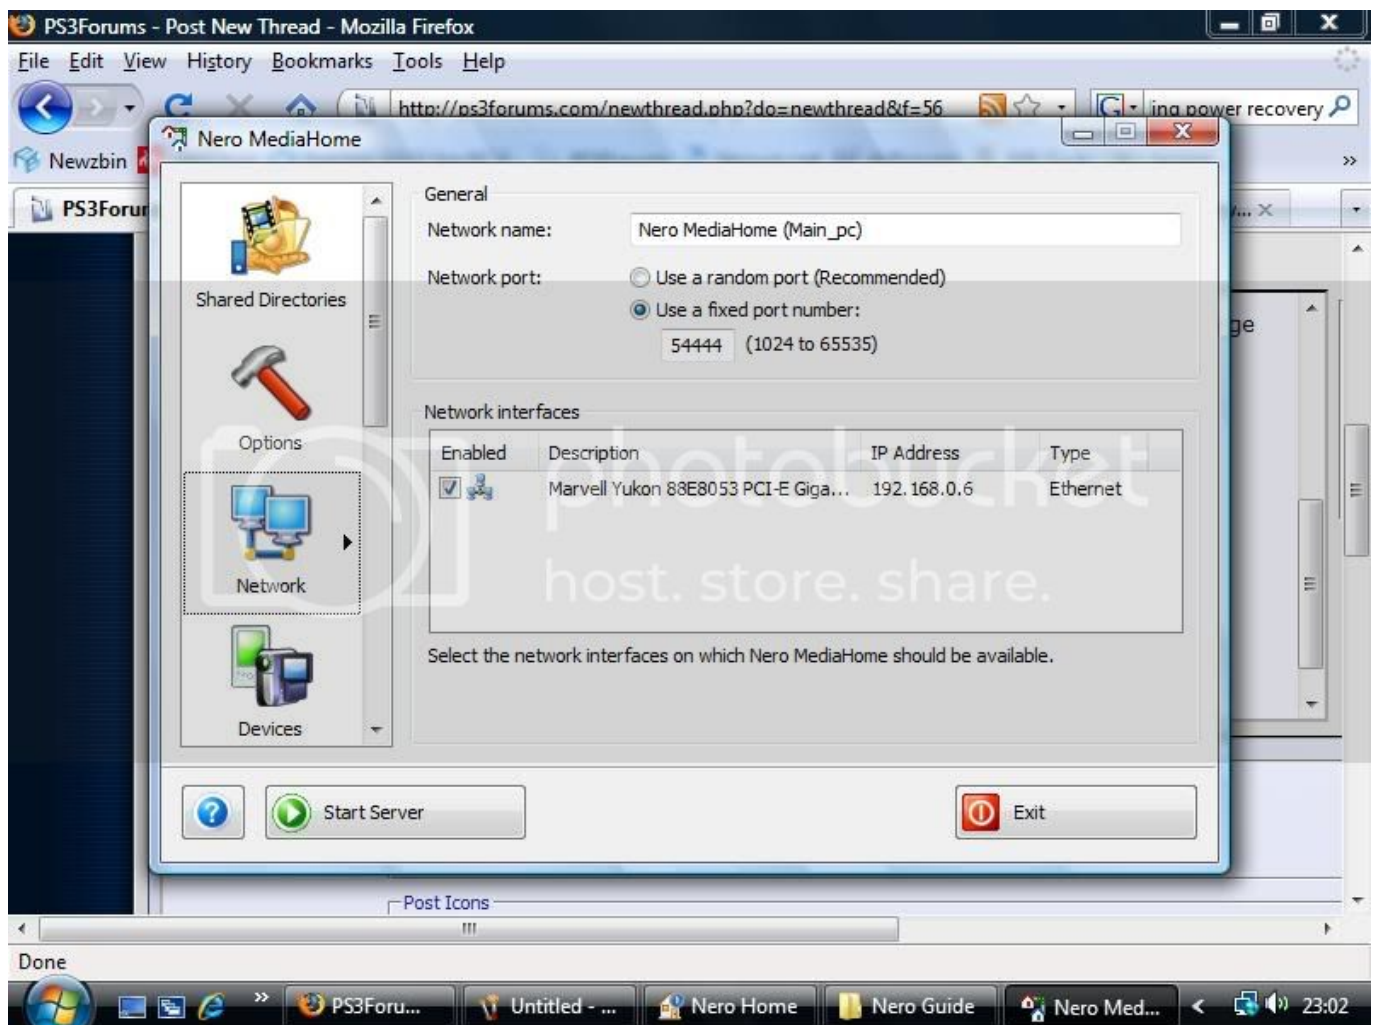 PS3Forums - Post New Thread - Mozilla Firefox
File Edit View History Bookmarks Tools Help
http://ps3forums.com/newthread.php?do=newthread&f=56
ing power recovery
Newzbin
PS3Forur
Nero MediaHome
Shared Directories
Options
Network
Devices
General
Network name: Nero MediaHome (Main_pc)
Network port: Use a random port (Recommended)
Use a fixed port number:
54444 (1024 to 65535)
Network interfaces
Enabled Description IP Address Type
Marvell Yukon 88E8053 PCI-E Giga... 192.168.0.6 Ethernet
Select the network interfaces on which Nero MediaHome should be available.
Start Server
Exit
ge
photobucket
host. store. share.
Post Icons
Done
PS3Foru... Untitled - ... Nero Home Nero Guide Nero Med... 23:02